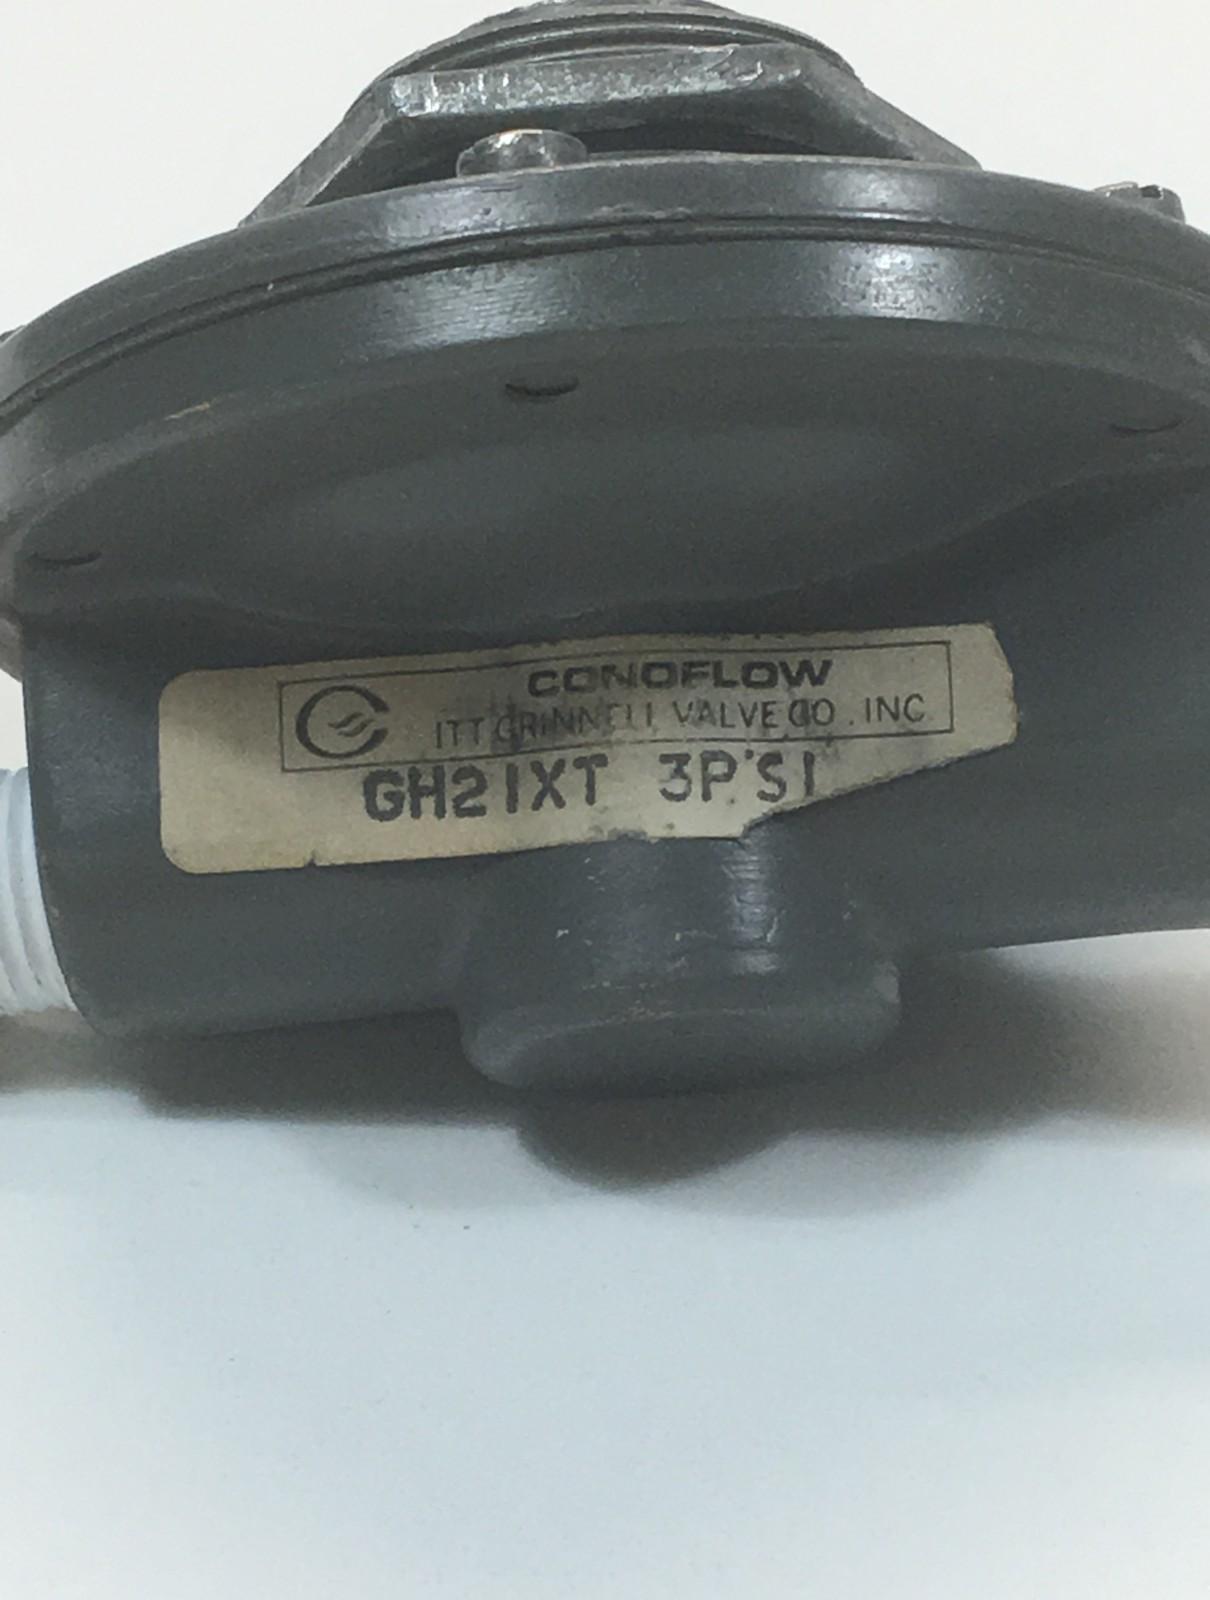 CONOFLOW
ITT GRINNELL VALVE CO. INC
GH21XT 3PSI